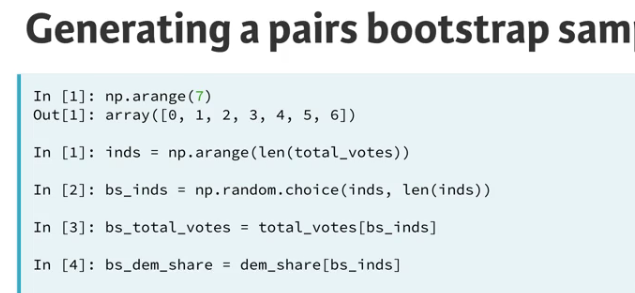 Generating a pairs bootstrap
In [1]: np.arange(7)
Out[1]: array([0, 1, 2, 3, 4, 5, 6])
In [1]: inds = np.arange(len(total_votes))
In [2]: bs_inds = np.random.choice(inds, len(inds))
In [3]: bs_total_votes = total_votes[bs_inds]
In [4]: bs_dem_share = dem_share[bs_inds]